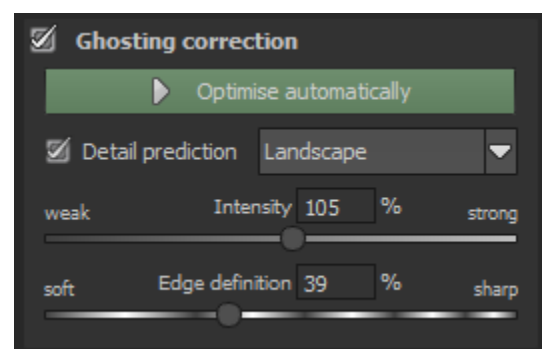 Ghosting correction
Optimise automatically
Detail prediction Landscape
weak Intensity 105 % strong
soft Edge definition 39 % sharp